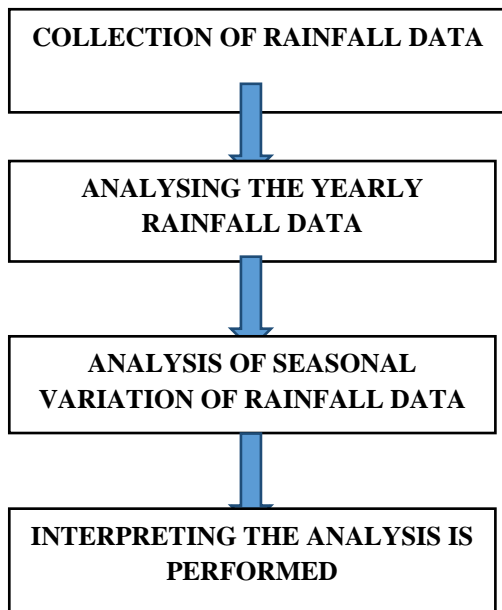 COLLECTION OF RAINFALL DATA
ANALYSING THE YEARLY
RAINFALL DATA
ANALYSIS OF SEASONAL
VARIATION OF RAINFALL DATA
INTERPRETING THE ANALYSIS IS
PERFORMED